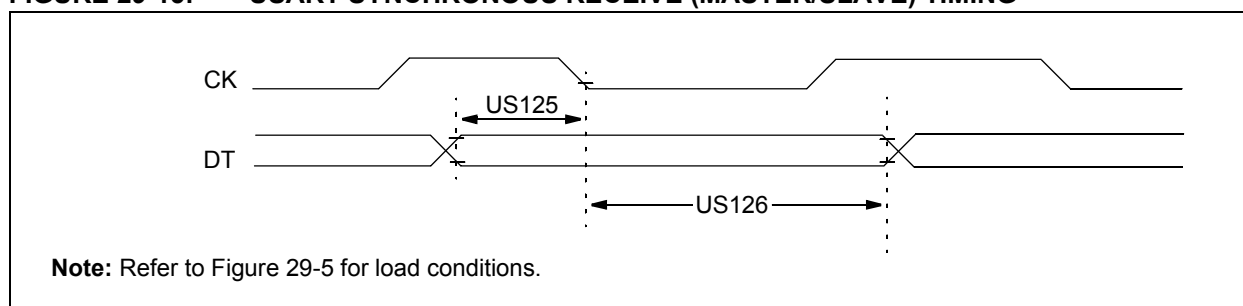 FIGURE 29-15: USART SYNCHRONOUS RECEIVE (MASTER/SLAVE) TIMING
CK
US125
DT
US126
Note: Refer to Figure 29-5 for load conditions.